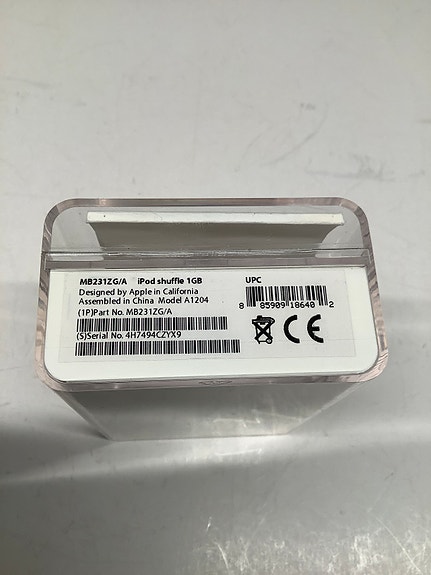 MB231ZG/A iPod shuffle 1GB
Designed by Apple in California
Assembled in China Model A1204
(1P)Part No. MB231ZG/A
(S)Serial No. 4H7494CZYX9
UPC
8 85909 18640 2
CE